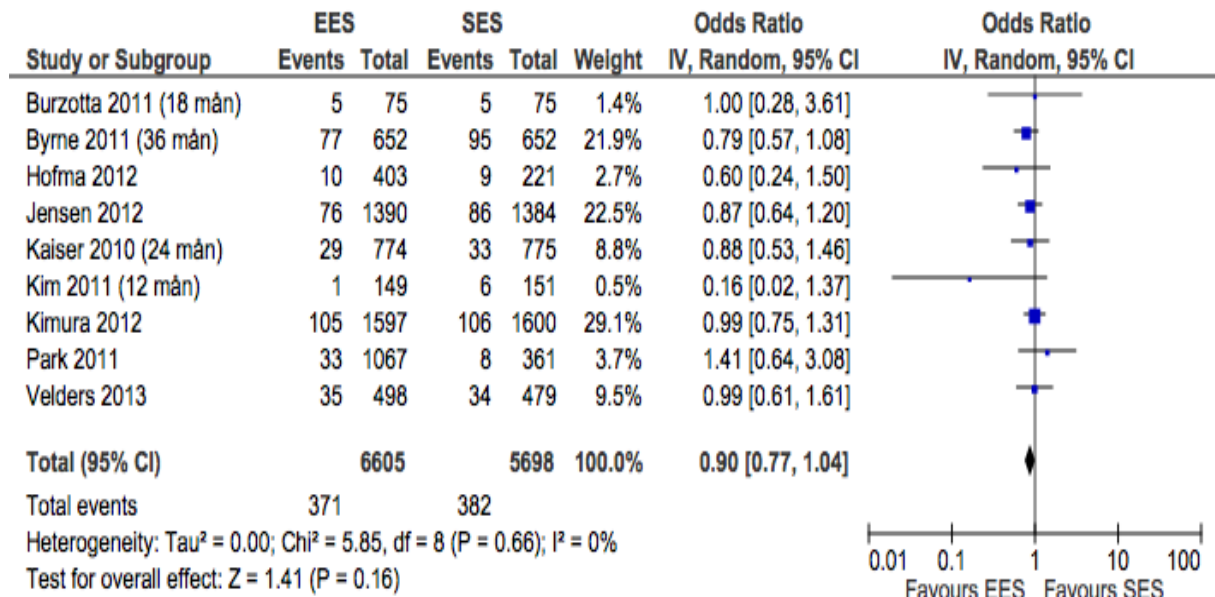 EES SES Odds Ratio Odds Ratio
Study or Subgroup Events Total Events Total Weight IV, Random, 95% CI IV, Random, 95% CI
Burzotta 2011 (18 mån) 5 75 5 75 1.4% 1.00 [0.28, 3.61]
Byrne 2011 (36 mån) 77 652 95 652 21.9% 0.79 [0.57, 1.08]
Hofma 2012 10 403 9 221 2.7% 0.60 [0.24, 1.50]
Jensen 2012 76 1390 86 1384 22.5% 0.87 [0.64, 1.20]
Kaiser 2010 (24 mån) 29 774 33 775 8.8% 0.88 [0.53, 1.46]
Kim 2011 (12 mån) 1 149 6 151 0.5% 0.16 [0.02, 1.37]
Kimura 2012 105 1597 106 1600 29.1% 0.99 [0.75, 1.31]
Park 2011 33 1067 8 361 3.7% 1.41 [0.64, 3.08]
Velders 2013 35 498 34 479 9.5% 0.99 [0.61, 1.61]
Total (95% CI) 6605 5698 100.0% 0.90 [0.77, 1.04]
Total events 371 382
Heterogeneity: Tau² = 0.00; Chi² = 5.85, df = 8 (P = 0.66); I² = 0%
Test for overall effect: Z = 1.41 (P = 0.16)
0.01 0.1 1 10 100
Favours EES Favours SES